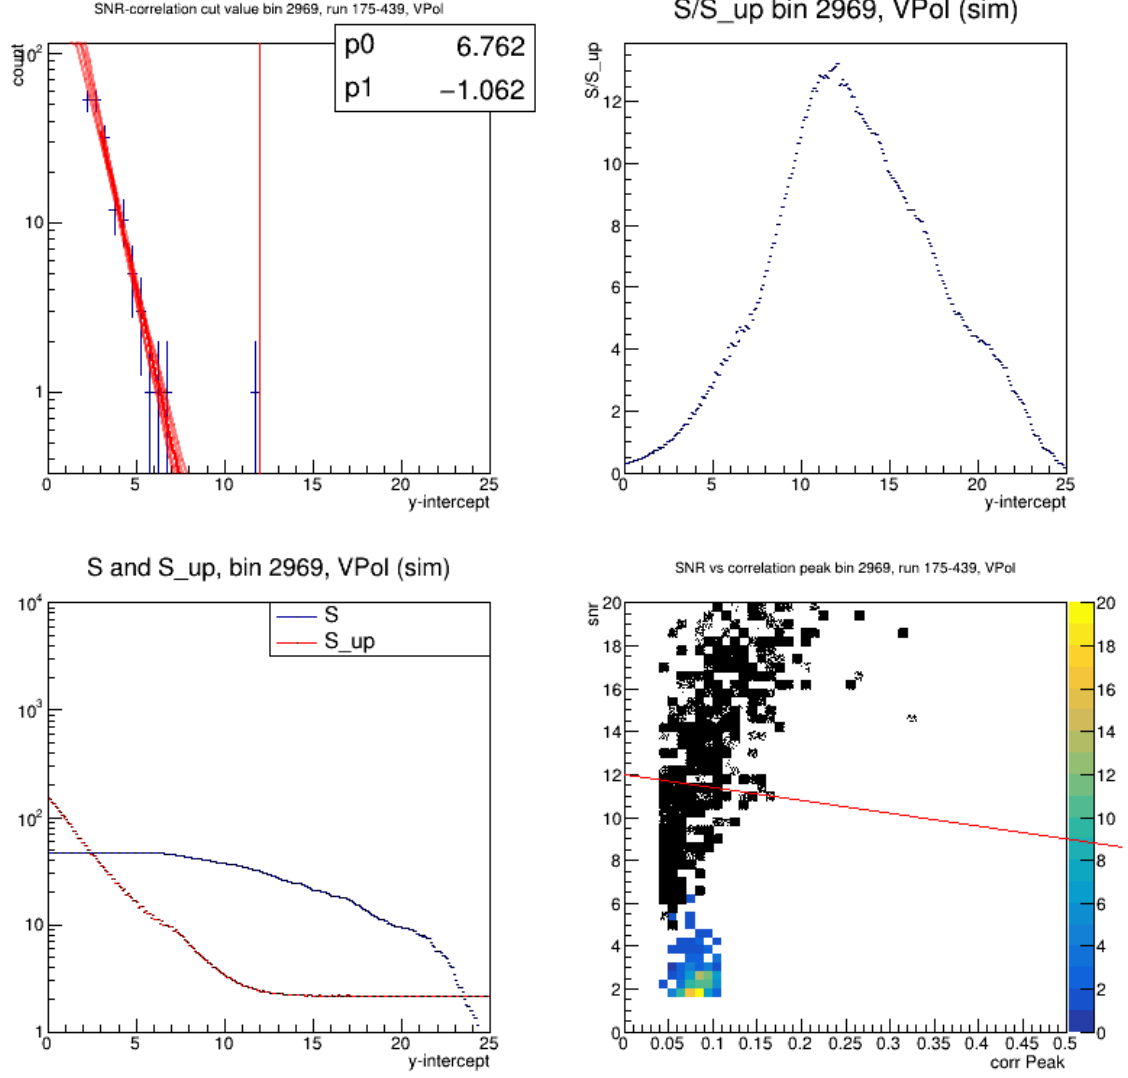 SNR-correlation cut value bin 2969, run 175-439, VPol
count
10²
10
1
p0 6.762
p1 −1.062
0 5 10 15 20 25
y-intercept
S/S_up bin 2969, VPol (sim)
S/S_up
12
10
8
6
4
2
0
0 5 10 15 20 25
y-intercept
S and S_up, bin 2969, VPol (sim)
10⁴
10³
10²
10
1
S
S_up
0 5 10 15 20 25
y-intercept
SNR vs correlation peak bin 2969, run 175-439, VPol
snr
20
18
16
14
12
10
8
6
4
2
0
0 0.05 0.1 0.15 0.2 0.25 0.3 0.35 0.4 0.45 0.5
corr Peak
20
18
16
14
12
10
8
6
4
2
0